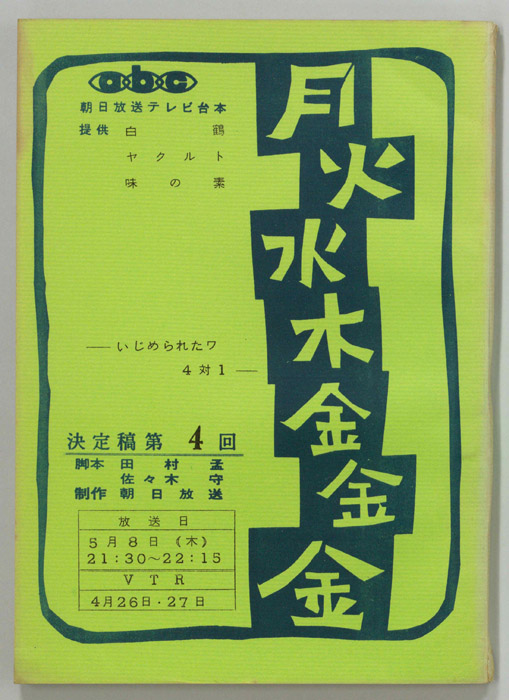 abc
朝日放送テレビ台本
提供 白鶴
ヤクルト
味の素
月火水木金金金
──いじめられたワ
4対1──
決定稿第 4 回
脚本 田村孟
佐々木守
制作 朝日放送
放送日
5月8日(木)
21:30~22:15
VTR
4月26日・27日